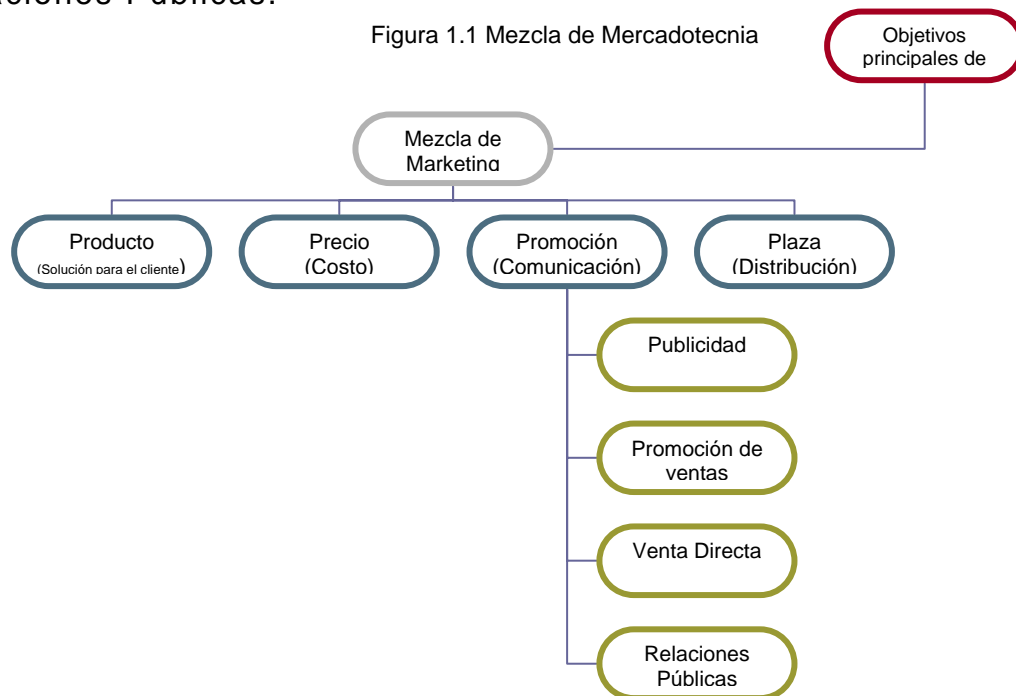 Públicas.
Figura 1.1 Mezcla de Mercadotecnia
Objetivos
principales de
Mezcla de
Marketing
Producto
(Solución para el cliente)
Precio
(Costo)
Promoción
(Comunicación)
Plaza
(Distribución)
Publicidad
Promoción de
ventas
Venta Directa
Relaciones
Públicas